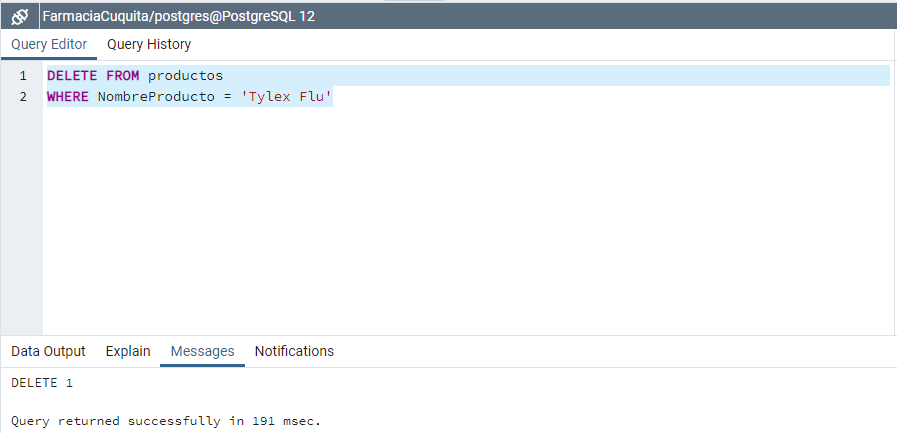 FarmaciaCuquita/postgres@PostgreSQL 12
Query Editor Query History
1 DELETE FROM productos
2 WHERE NombreProducto = 'Tylex Flu'
Data Output Explain Messages Notifications
DELETE 1
Query returned successfully in 191 msec.